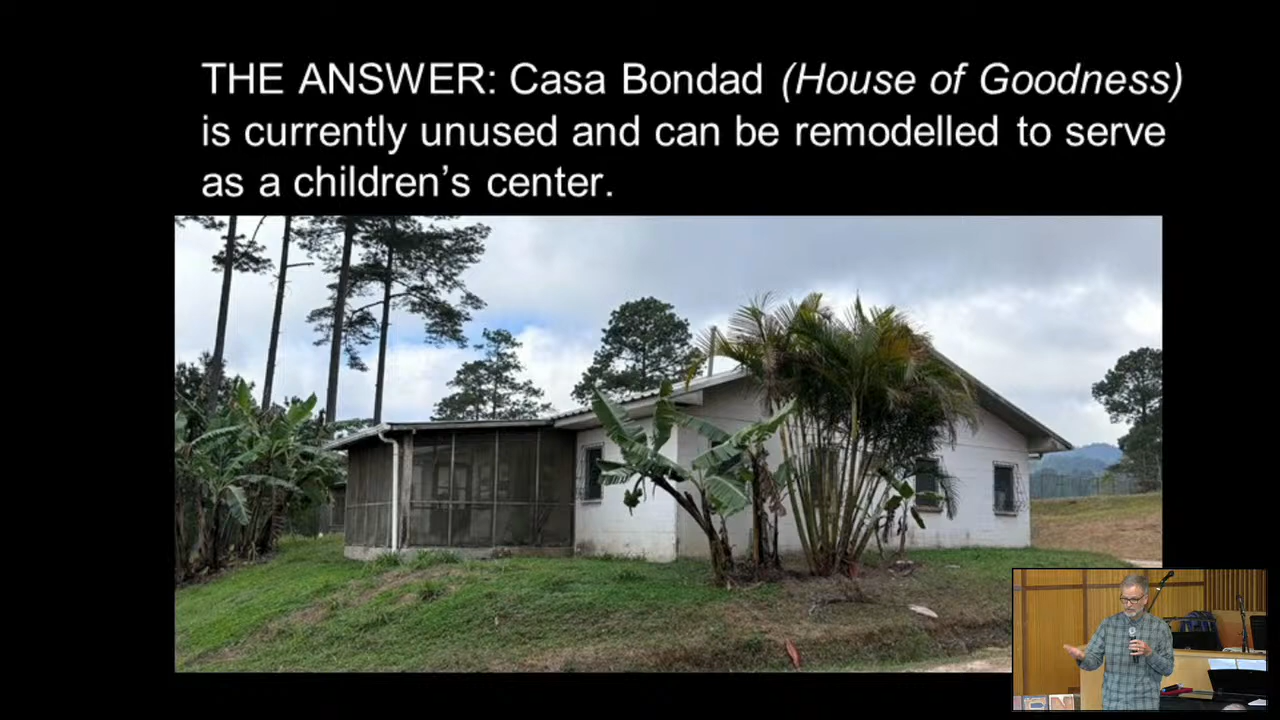 THE ANSWER: Casa Bondad (House of Goodness)
is currently unused and can be remodelled to serve
as a children's center.